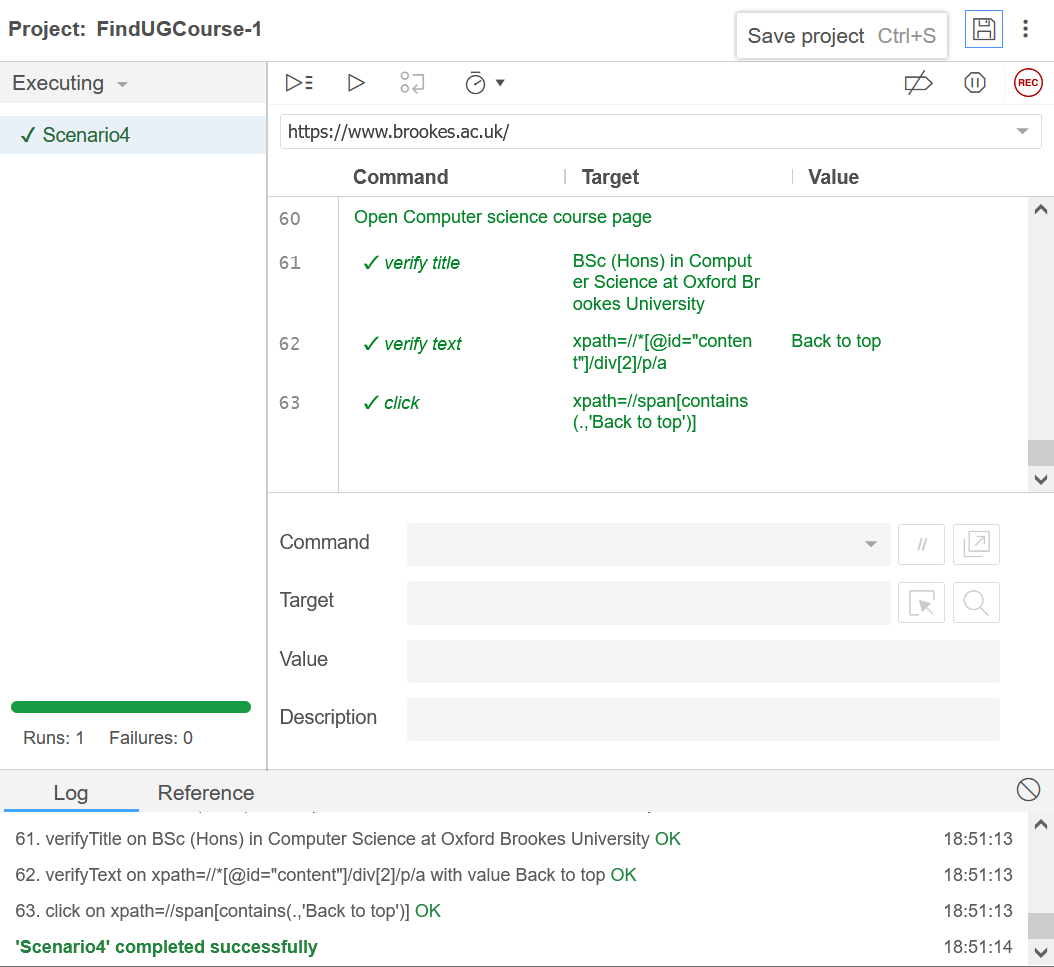 Project: FindUGCourse-1
Save project Ctrl+S
Executing
REC
✓ Scenario4
https://www.brookes.ac.uk/
Command Target Value
60 Open Computer science course page
61 ✓ verify title BSc (Hons) in Comput
er Science at Oxford Br
ookes University
62 ✓ verify text xpath=//*[@id="conten Back to top
t"]/div[2]/p/a
63 ✓ click xpath=//span[contains
(.,'Back to top')]
Command //
Target
Value
Description
Runs: 1 Failures: 0
Log Reference
61. verifyTitle on BSc (Hons) in Computer Science at Oxford Brookes University OK 18:51:13
62. verifyText on xpath=//*[@id="content"]/div[2]/p/a with value Back to top OK 18:51:13
63. click on xpath=//span[contains(.,'Back to top')] OK 18:51:13
'Scenario4' completed successfully 18:51:14